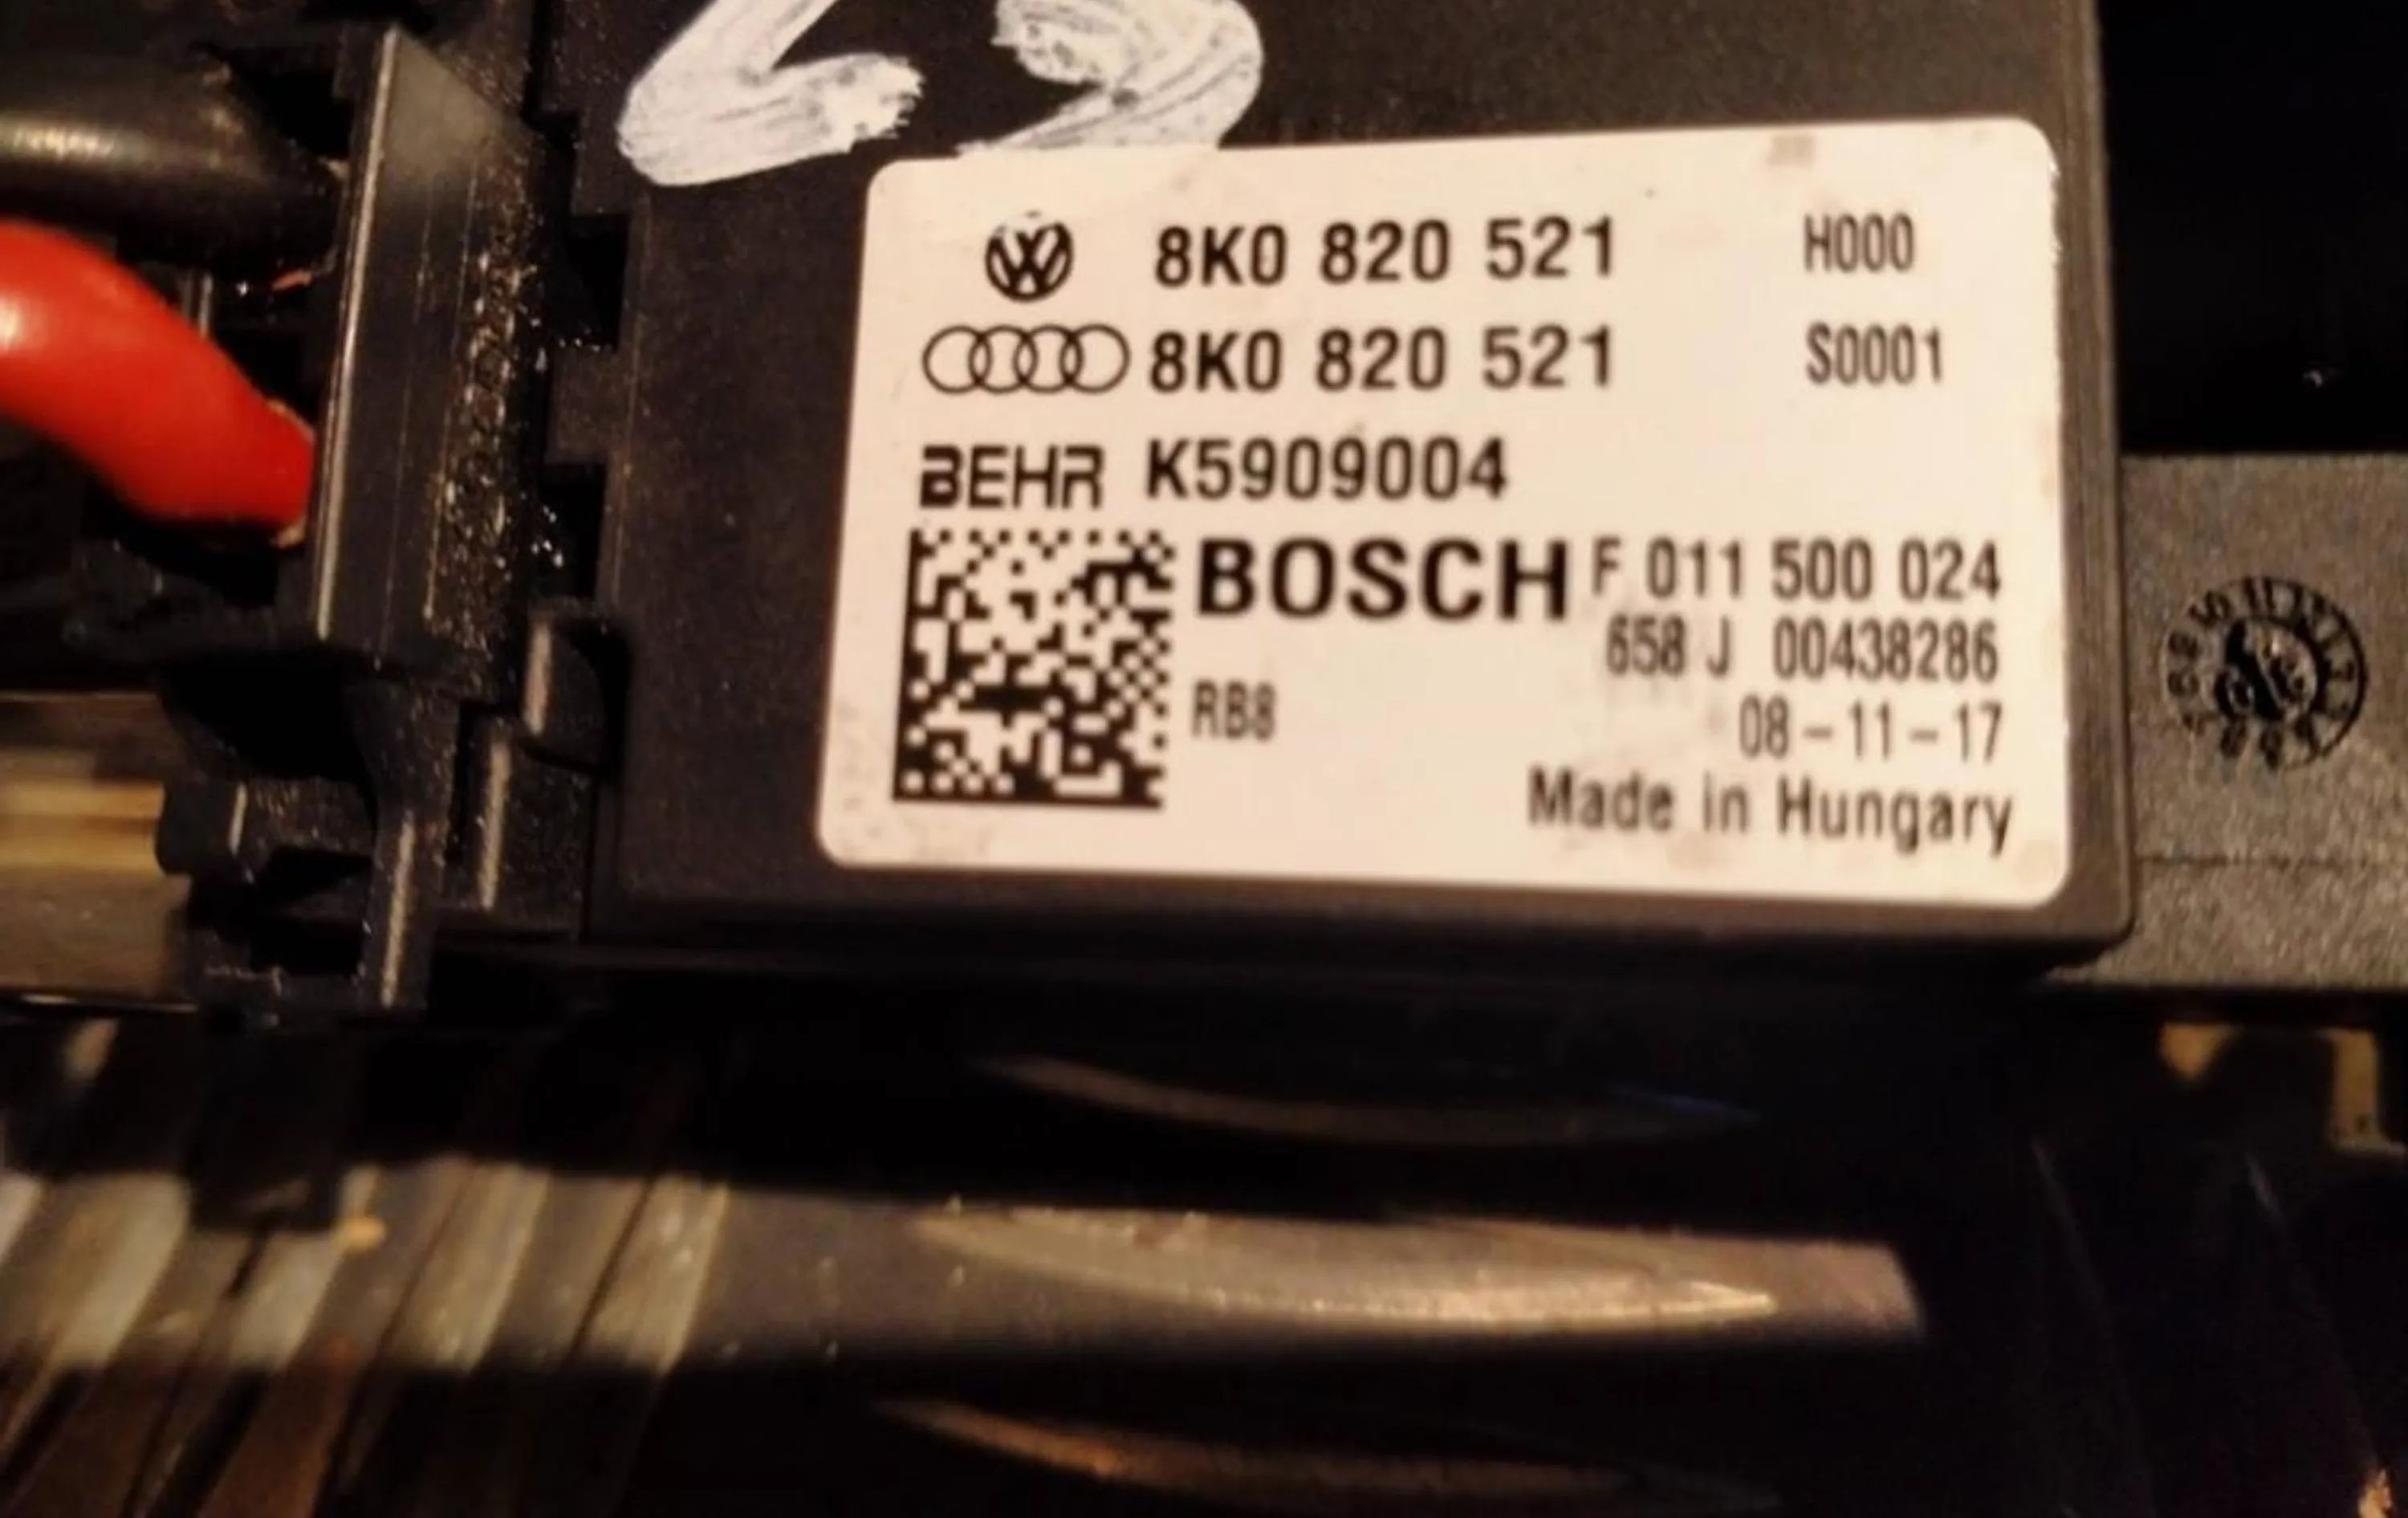 8K0 820 521 H000
8K0 820 521 S0001
BEHR K5909004
BOSCH F 011 500 024
658 J 00438286
RB8
08-11-17
Made in Hungary